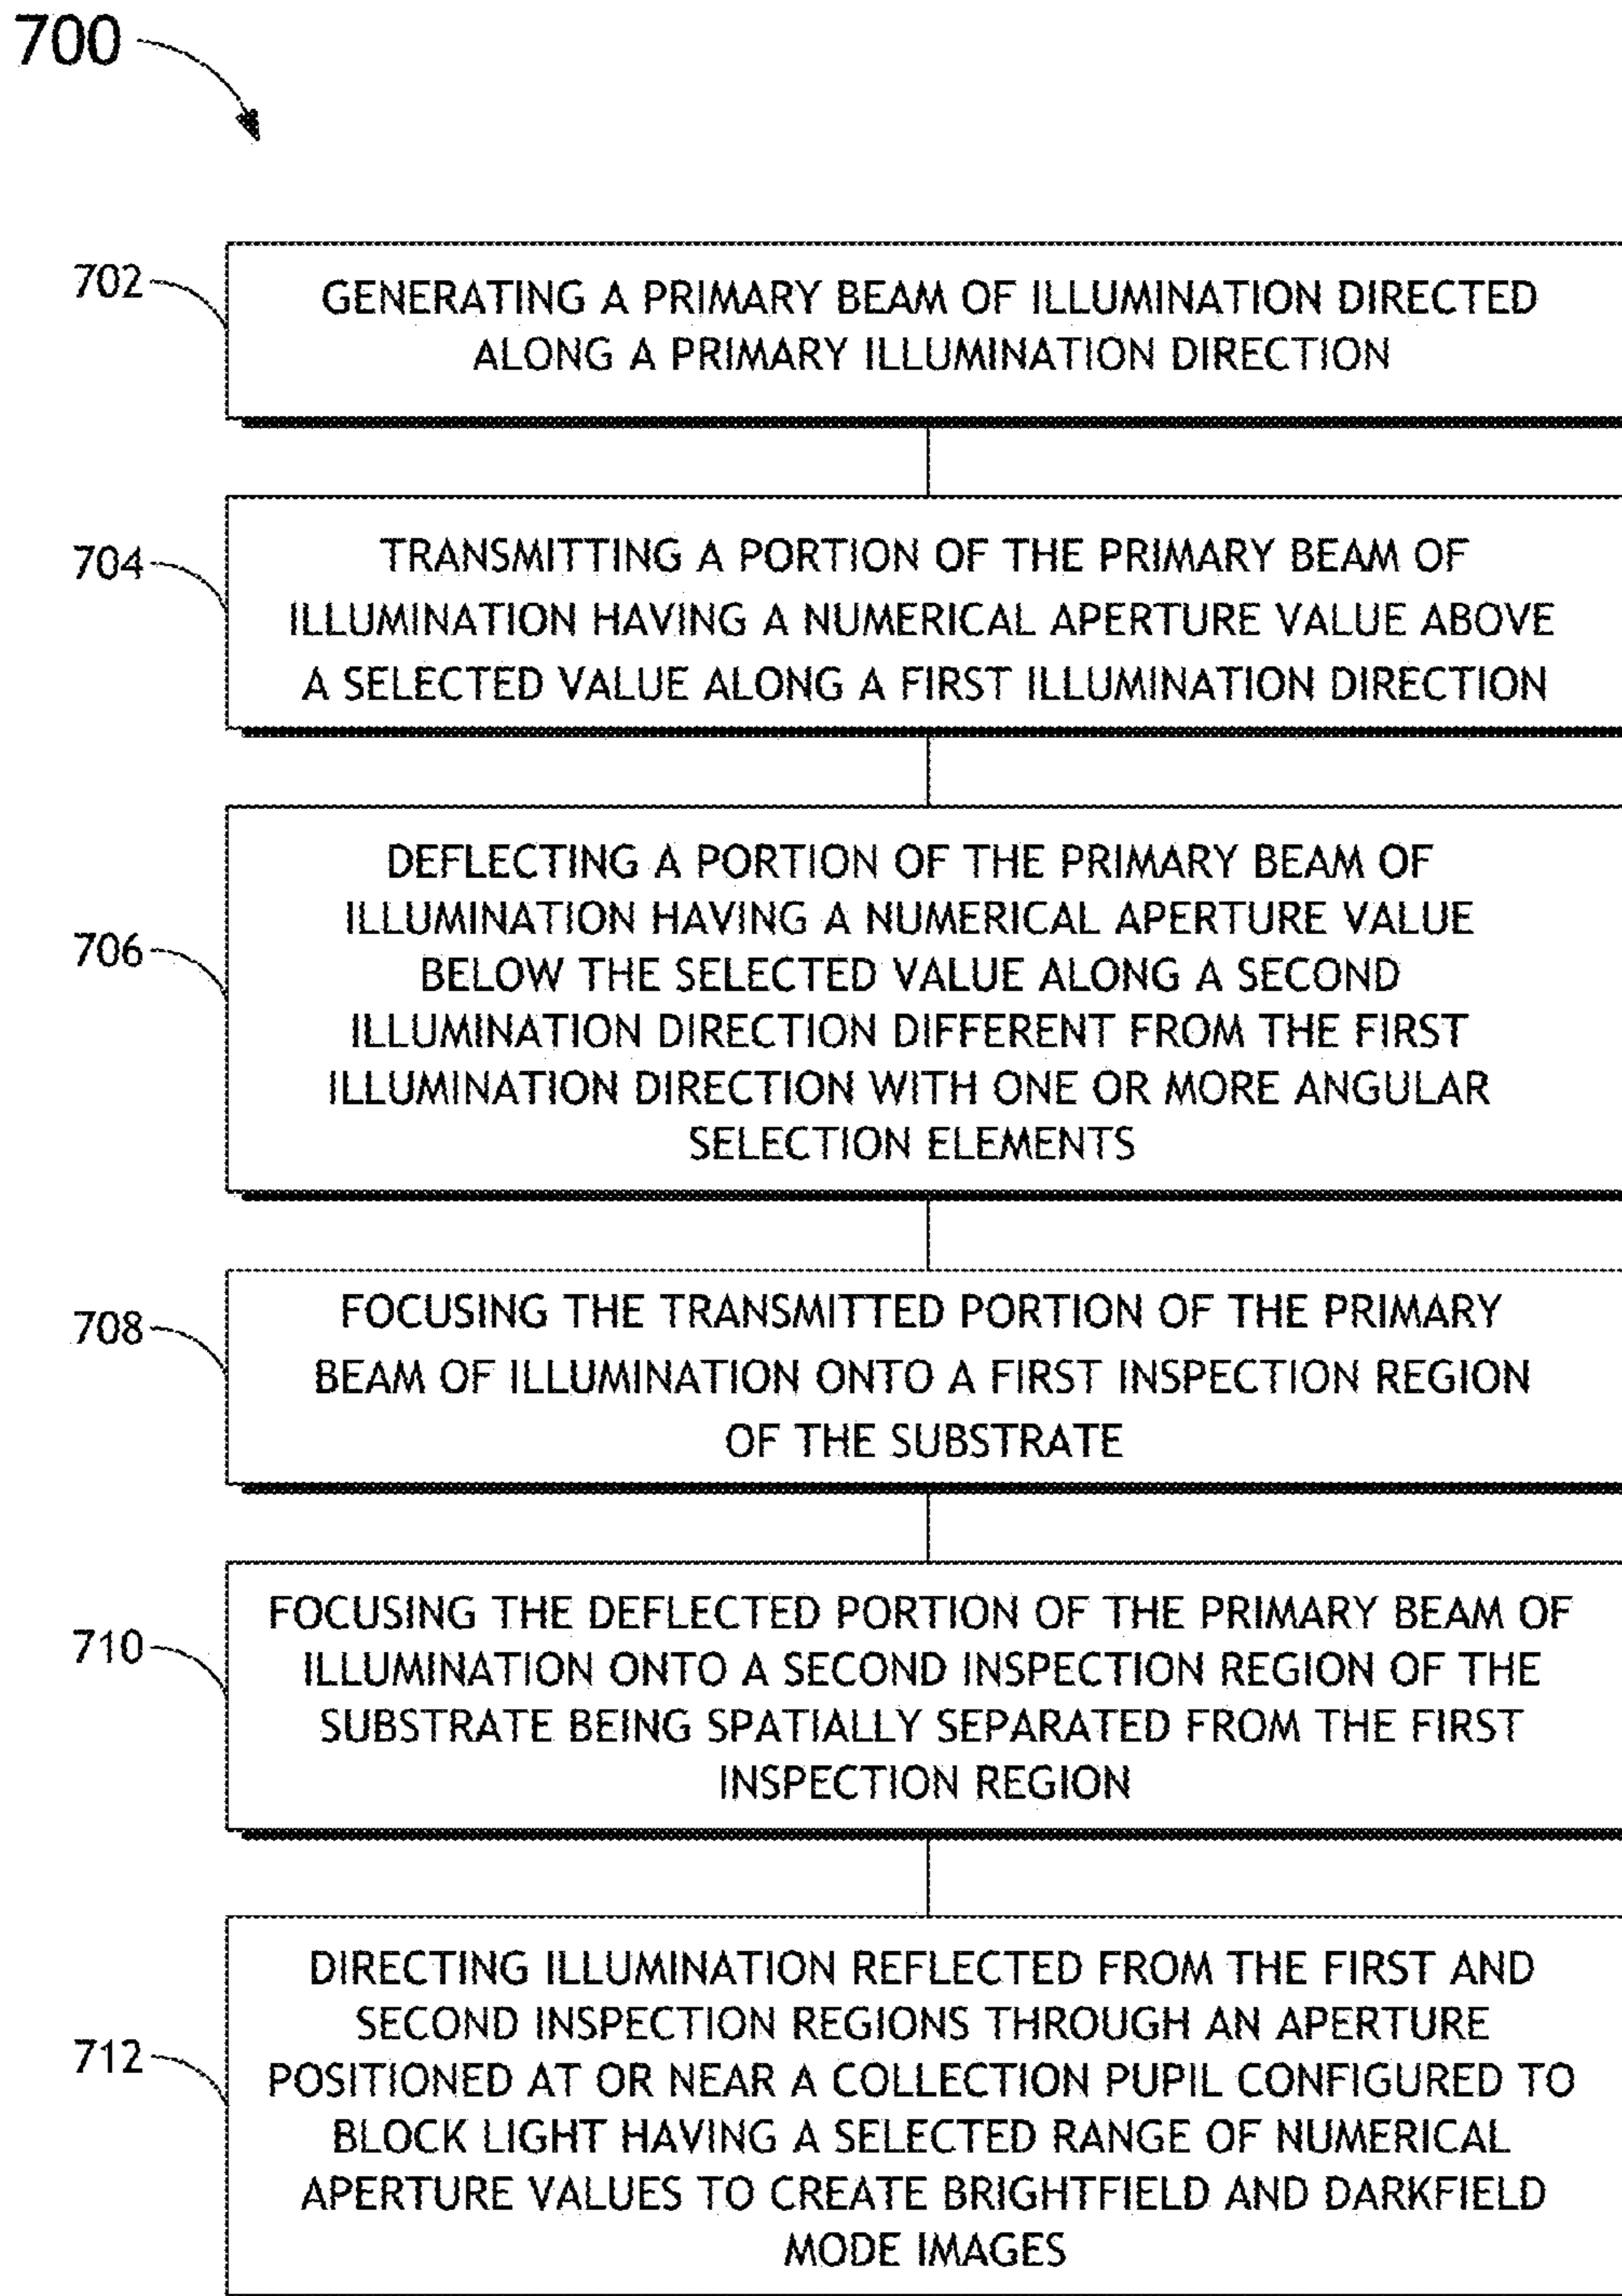 700
702
GENERATING A PRIMARY BEAM OF ILLUMINATION DIRECTED
ALONG A PRIMARY ILLUMINATION DIRECTION
704
TRANSMITTING A PORTION OF THE PRIMARY BEAM OF
ILLUMINATION HAVING A NUMERICAL APERTURE VALUE ABOVE
A SELECTED VALUE ALONG A FIRST ILLUMINATION DIRECTION
706
DEFLECTING A PORTION OF THE PRIMARY BEAM OF
ILLUMINATION HAVING A NUMERICAL APERTURE VALUE
BELOW THE SELECTED VALUE ALONG A SECOND
ILLUMINATION DIRECTION DIFFERENT FROM THE FIRST
ILLUMINATION DIRECTION WITH ONE OR MORE ANGULAR
SELECTION ELEMENTS
708
FOCUSING THE TRANSMITTED PORTION OF THE PRIMARY
BEAM OF ILLUMINATION ONTO A FIRST INSPECTION REGION
OF THE SUBSTRATE
710
FOCUSING THE DEFLECTED PORTION OF THE PRIMARY BEAM OF
ILLUMINATION ONTO A SECOND INSPECTION REGION OF THE
SUBSTRATE BEING SPATIALLY SEPARATED FROM THE FIRST
INSPECTION REGION
712
DIRECTING ILLUMINATION REFLECTED FROM THE FIRST AND
SECOND INSPECTION REGIONS THROUGH AN APERTURE
POSITIONED AT OR NEAR A COLLECTION PUPIL CONFIGURED TO
BLOCK LIGHT HAVING A SELECTED RANGE OF NUMERICAL
APERTURE VALUES TO CREATE BRIGHTFIELD AND DARKFIELD
MODE IMAGES